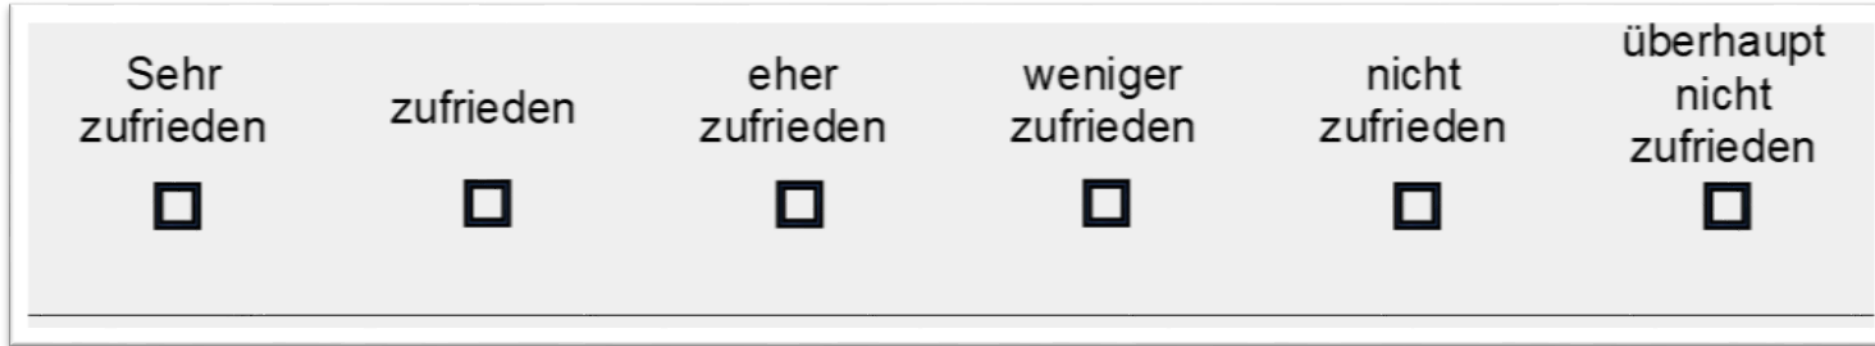 Sehr
zufrieden
zufrieden
eher
zufrieden
weniger
zufrieden
nicht
zufrieden
überhaupt
nicht
zufrieden